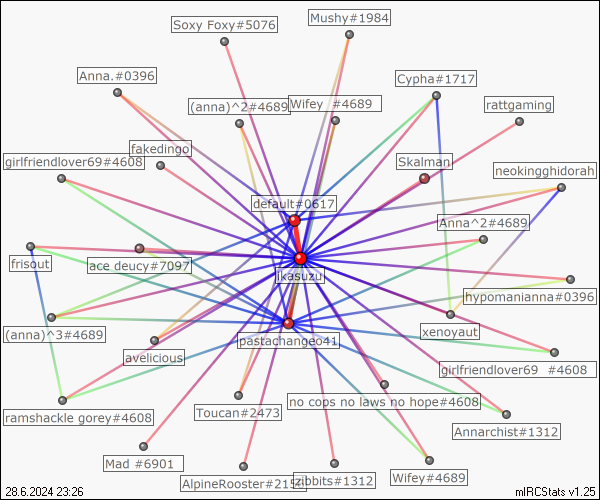 Mushy#1984
Soxy Foxy#5076
Anna.#0396
Cypha#1717
(anna)^2#4689
Wifey  #4689
rattgaming
fakedingo
girlfriendlover69#4608
Skalman
neokingghidorah
default#0617
Anna^2#4689
frisout
ace deucy#7097
ikasuzu
hypomanianna#0396
(anna)^3#4689
xenoyaut
pastachangeo41
avelicious
girlfriendlover69  #4608
no cops no laws no hope#4608
Toucan#2473
ramshackle gorey#4608
Annarchist#1312
Mad #6901
AlpineRooster#215
zibbits#1312
Wifey#4689
28.6.2024 23:26
mIRCStats v1.25